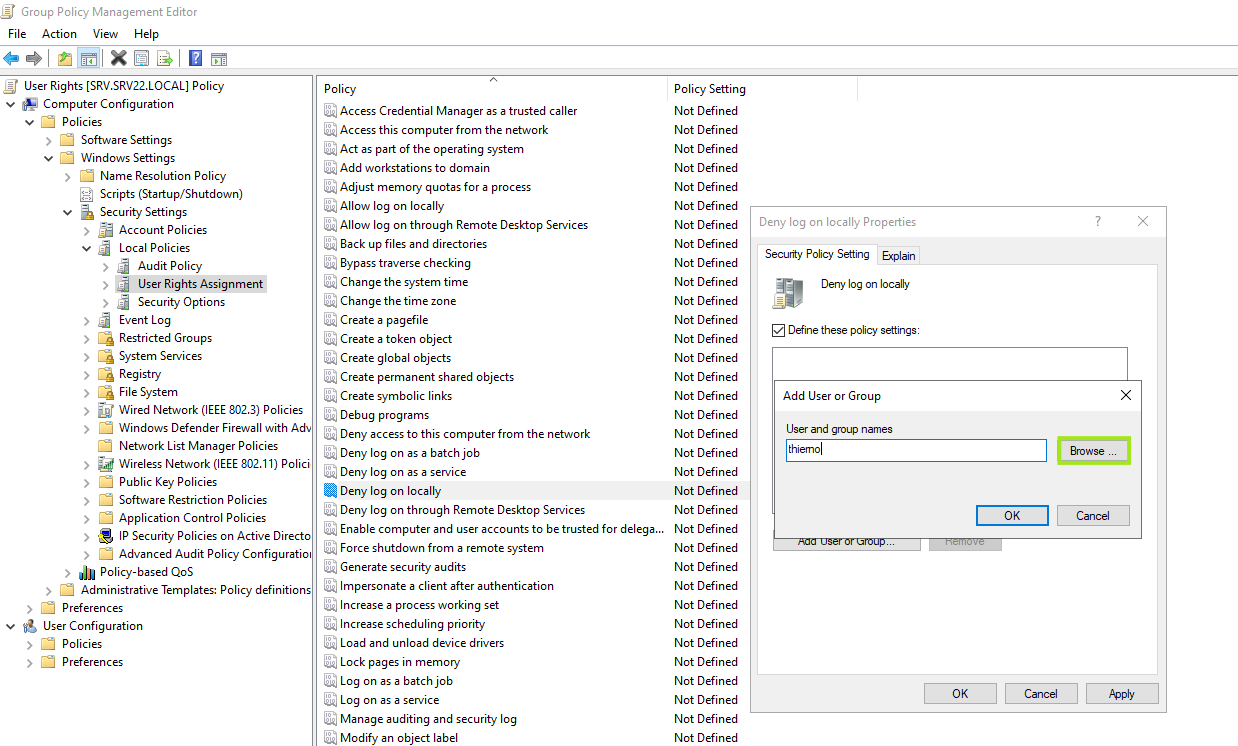 Group Policy Management Editor
File Action View Help
User Rights [SRV.SRV22.LOCAL] Policy
Computer Configuration
Policies
Software Settings
Windows Settings
Name Resolution Policy
Scripts (Startup/Shutdown)
Security Settings
Account Policies
Local Policies
Audit Policy
User Rights Assignment
Security Options
Event Log
Restricted Groups
System Services
Registry
File System
Wired Network (IEEE 802.3) Policies
Windows Defender Firewall with Adv
Network List Manager Policies
Wireless Network (IEEE 802.11) Polici
Public Key Policies
Software Restriction Policies
Application Control Policies
IP Security Policies on Active Directo
Advanced Audit Policy Configuration
Policy-based QoS
Administrative Templates: Policy definitions
Preferences
User Configuration
Policies
Preferences
Policy Policy Setting
Access Credential Manager as a trusted caller Not Defined
Access this computer from the network Not Defined
Act as part of the operating system Not Defined
Add workstations to domain Not Defined
Adjust memory quotas for a process Not Defined
Allow log on locally Not Defined
Allow log on through Remote Desktop Services Not Defined
Back up files and directories Not Defined
Bypass traverse checking Not Defined
Change the system time Not Defined
Change the time zone Not Defined
Create a pagefile Not Defined
Create a token object Not Defined
Create global objects Not Defined
Create permanent shared objects Not Defined
Create symbolic links Not Defined
Debug programs Not Defined
Deny access to this computer from the network Not Defined
Deny log on as a batch job Not Defined
Deny log on as a service Not Defined
Deny log on locally Not Defined
Deny log on through Remote Desktop Services Not Defined
Enable computer and user accounts to be trusted for delega... Not Defined
Force shutdown from a remote system Not Defined
Generate security audits Not Defined
Impersonate a client after authentication Not Defined
Increase a process working set Not Defined
Increase scheduling priority Not Defined
Load and unload device drivers Not Defined
Lock pages in memory Not Defined
Log on as a batch job Not Defined
Log on as a service Not Defined
Manage auditing and security log Not Defined
Modify an object label Not Defined
Deny log on locally Properties ?
Security Policy Setting Explain
Deny log on locally
Define these policy settings:
Add User or Group
User and group names
thierno
Browse ...
OK Cancel
Add User or Group... Remove
OK Cancel Apply